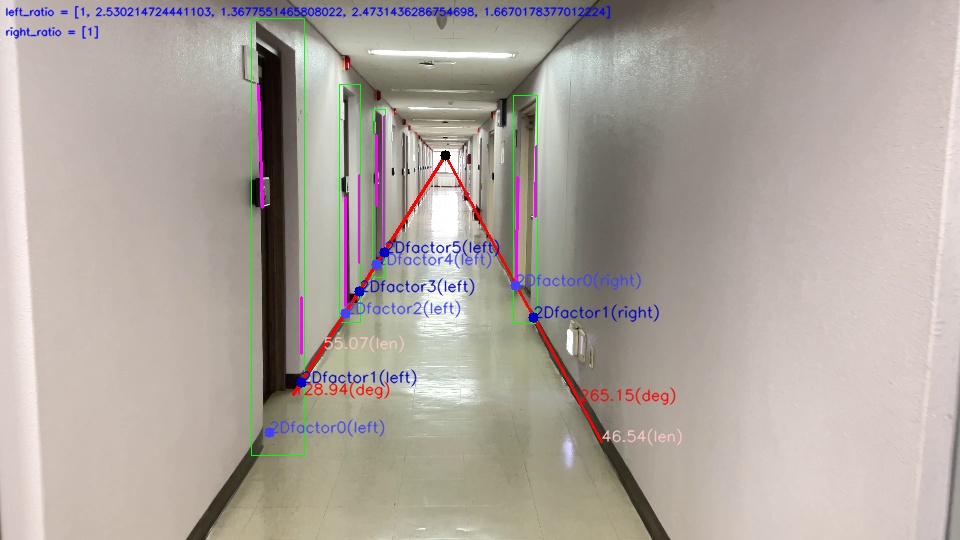 left_ratio = [1, 2.530214724441103, 1.3677551465808022, 2.4731436286754698, 1.6670178377012224]
right_ratio = [1]
2Dfactor5(left)
2Dfactor4(left)
2Dfactor0(right)
2Dfactor3(left)
2Dfactor2(left)
2Dfactor1(right)
55.07(len)
2Dfactor1(left)
28.94(deg)
265.15(deg)
2Dfactor0(left)
46.54(len)